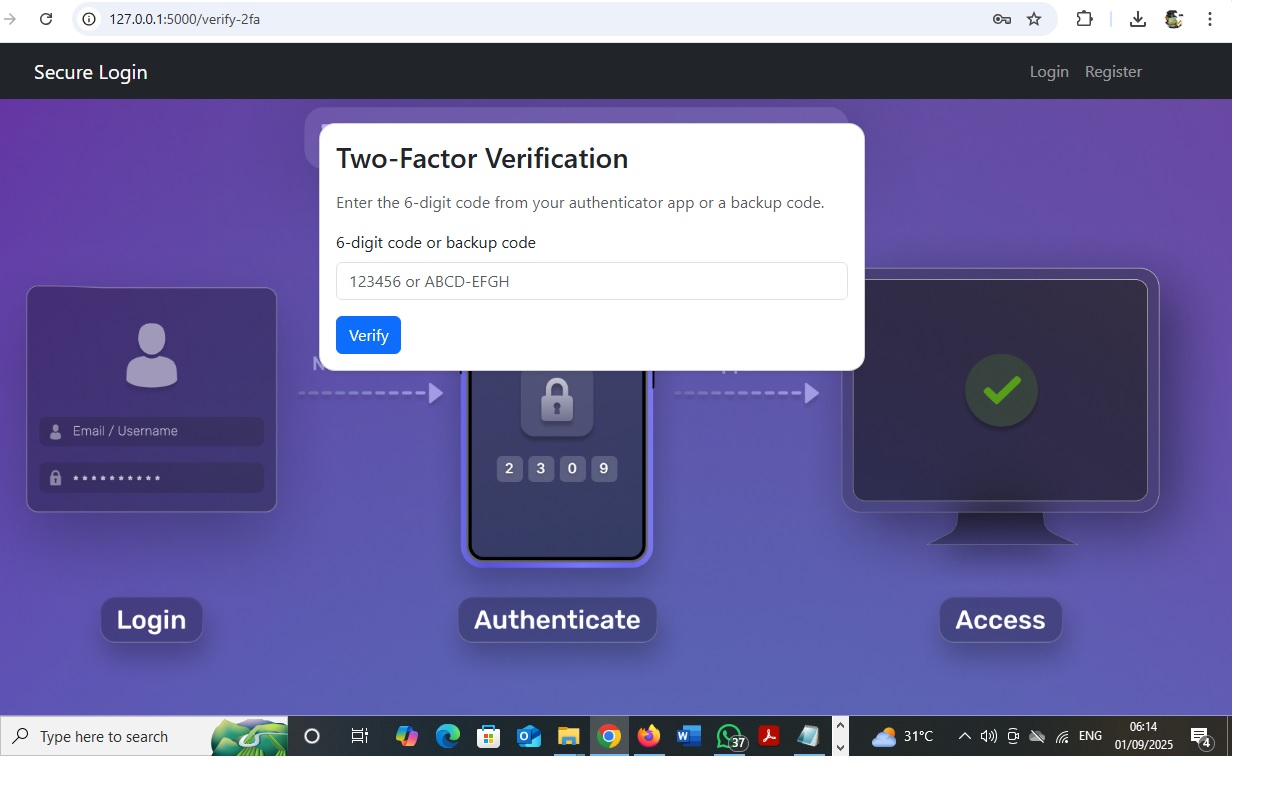 127.0.0.1:5000/verify-2fa
Secure Login
Login Register
Two-Factor Verification
Enter the 6-digit code from your authenticator app or a backup code.
6-digit code or backup code
123456 or ABCD-EFGH
Verify
Email / Username
2 3 0 9
Login
Authenticate
Access
Type here to search
37
31°C
ENG
06:14
01/09/2025
4